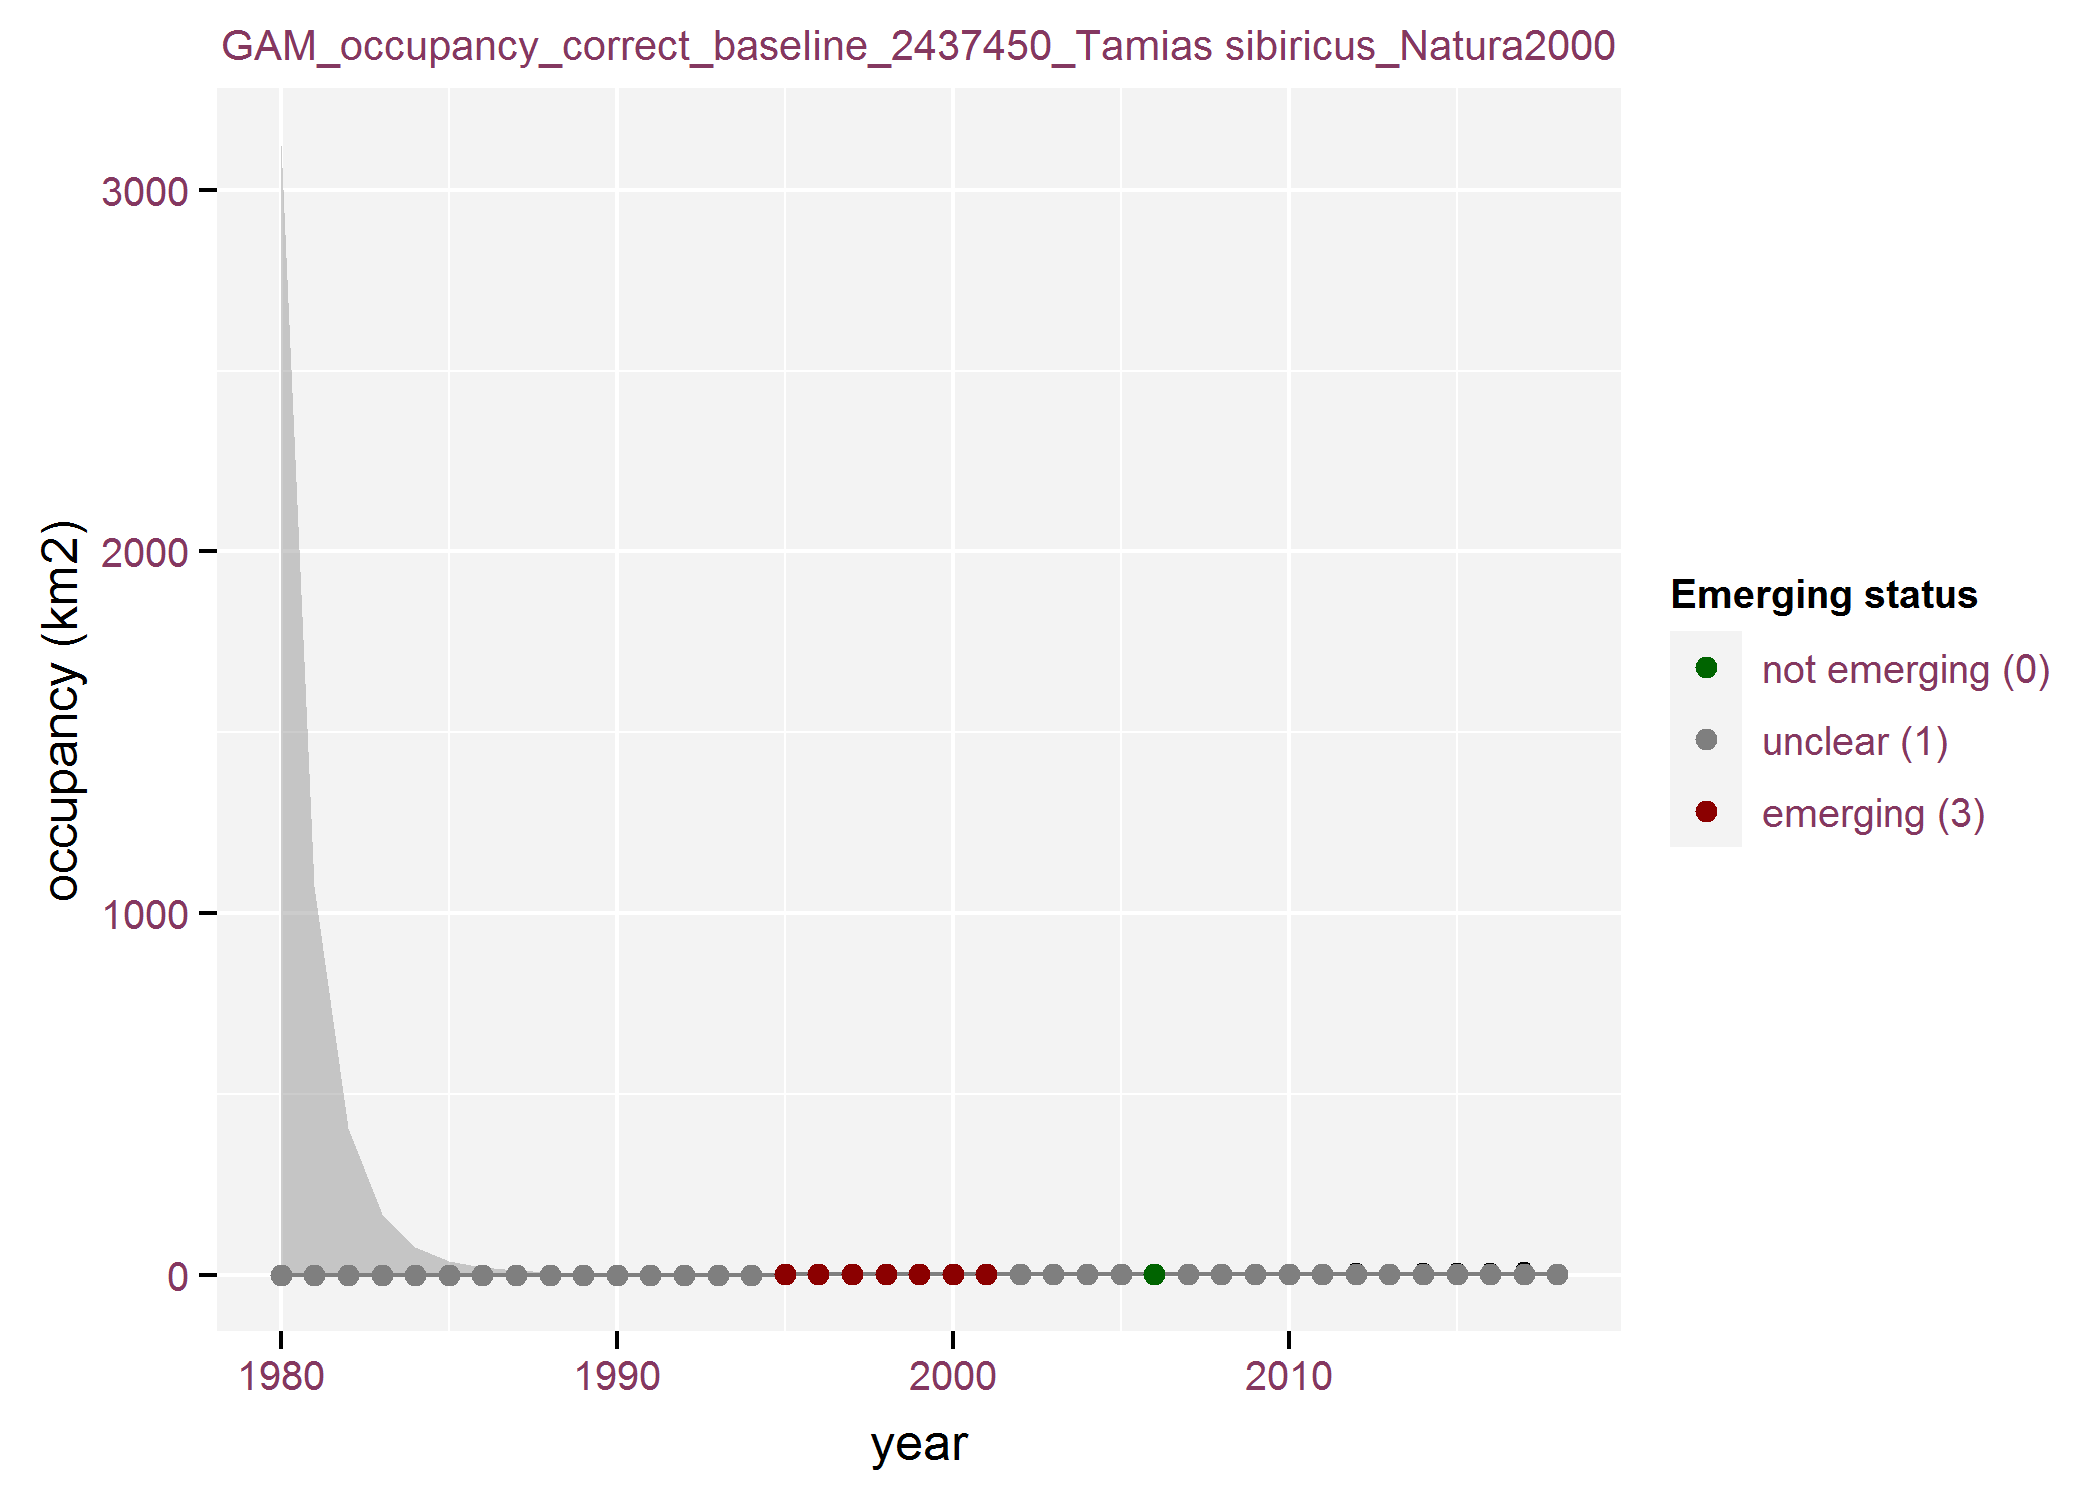 GAM_occupancy_correct_baseline_2437450_Tamias sibiricus_Natura2000
3000
2000
1000
0
occupancy (km2)
1980
1990
2000
2010
year
Emerging status
not emerging (0)
unclear (1)
emerging (3)